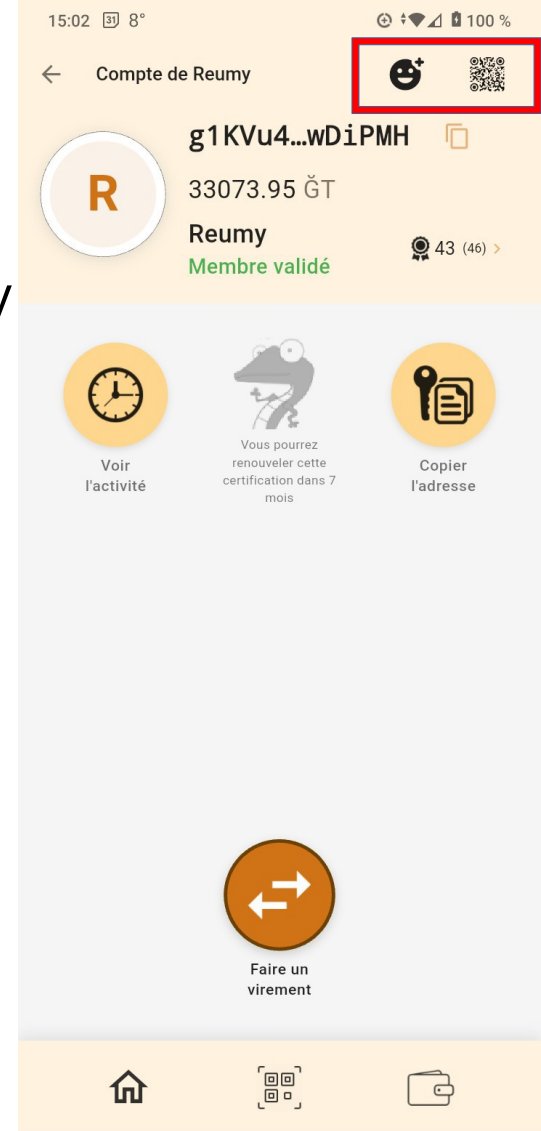 15:02 31 8° 100 %
Compte de Reumy
g1KVu4…wDiPMH
33073.95 ĞT
Reumy
Membre validé
43 (46) >
R
Voir
l'activité
Vous pourrez
renouveler cette
certification dans 7
mois
Copier
l'adresse
Faire un
virement